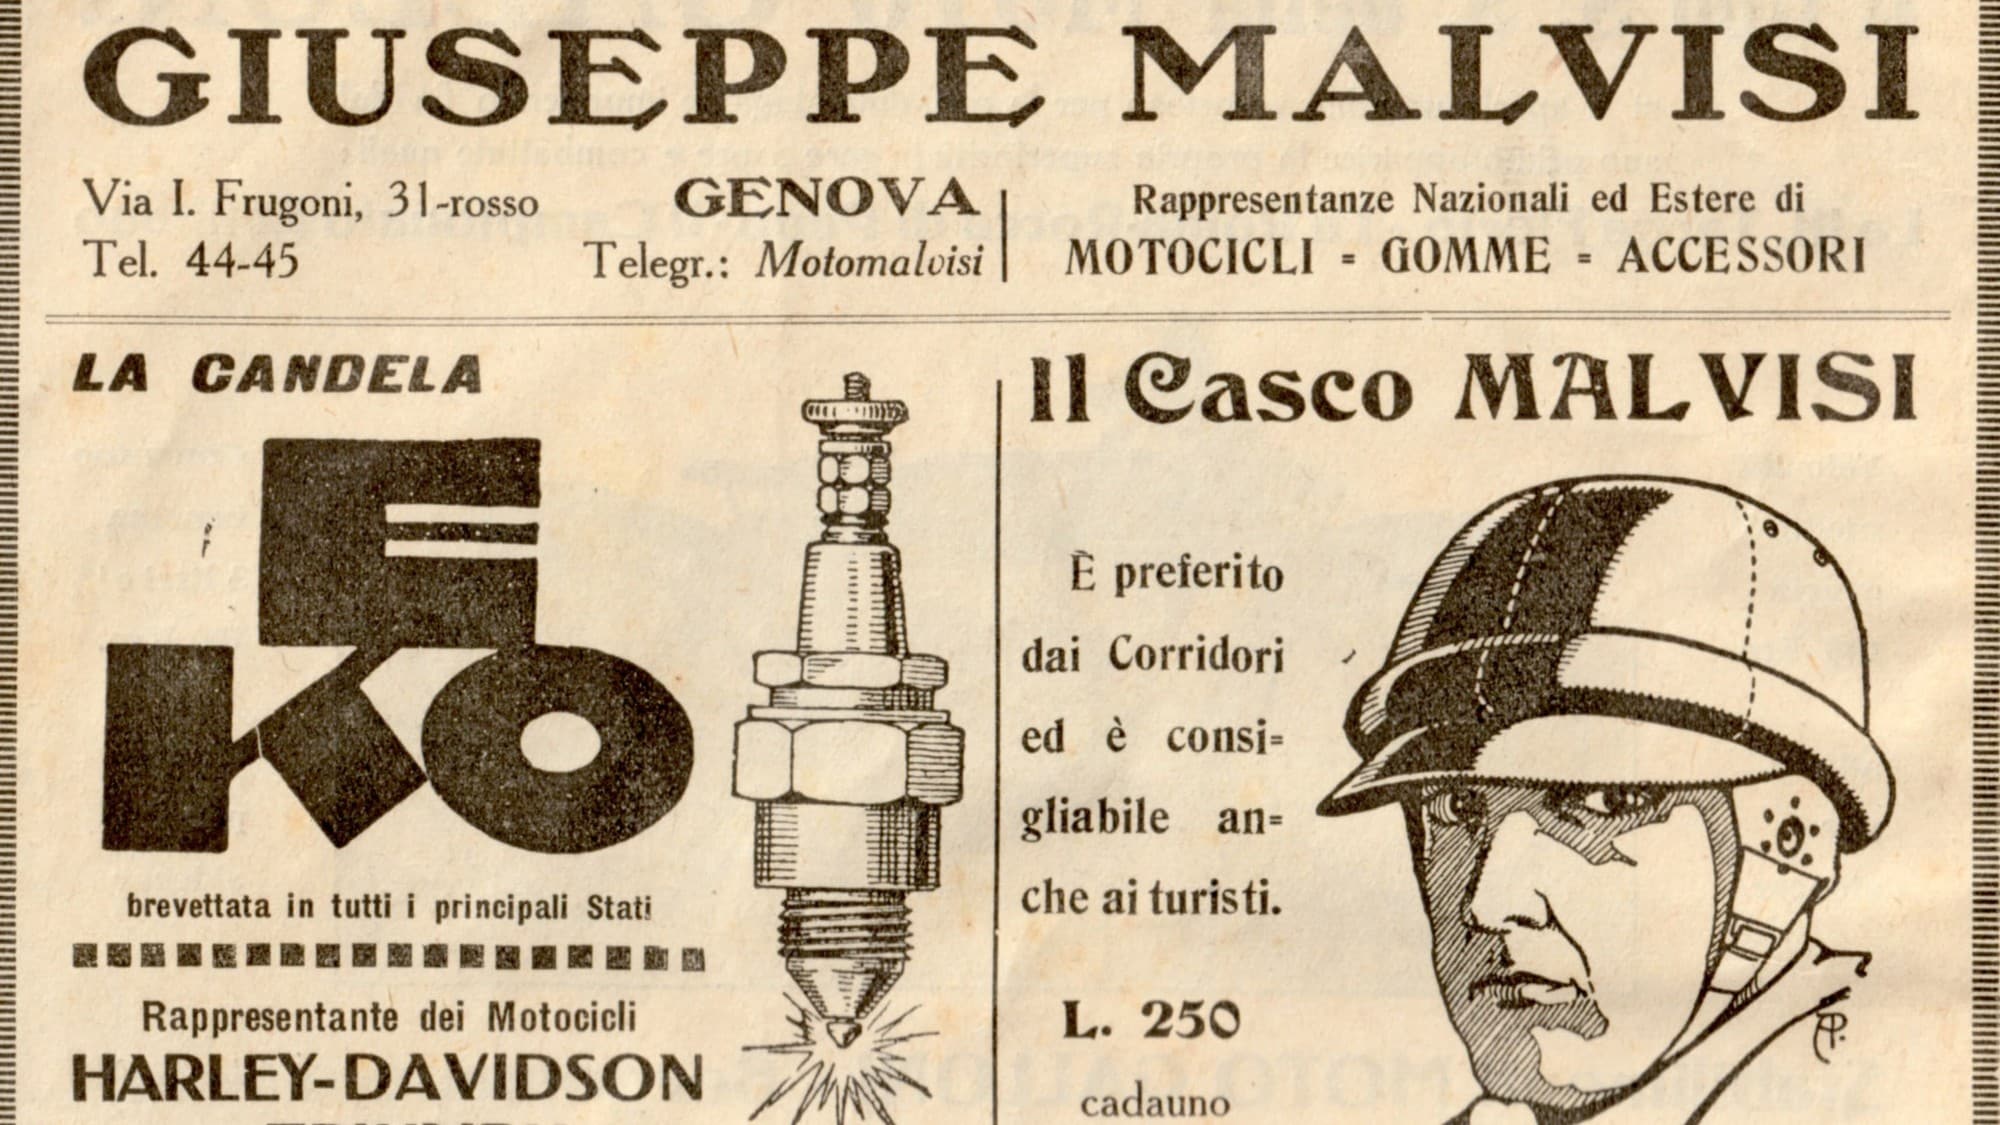 GIUSEPPE MALVISI
Via I. Frugoni, 31-rosso
GENOVA
Tel. 44-45
Telegr.: Motomalvisi
Rappresentanze Nazionali ed Estere di
MOTOCICLI = GOMME = ACCESSORI
LA CANDELA
EKO
brevettata in tutti i principali Stati
Rappresentante dei Motocicli
HARLEY-DAVIDSON
Il Casco MALVISI
È preferito
dai Corridori
ed è consi=
gliabile an=
che ai turisti.
L. 250
cadauno